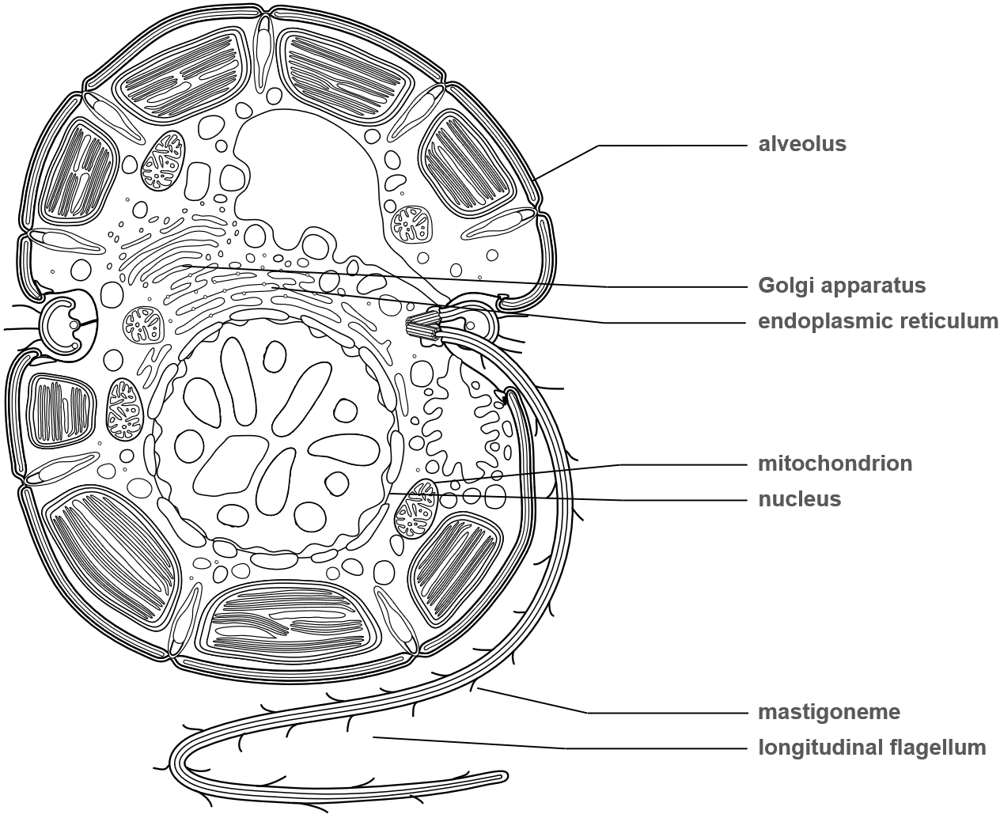 alveolus
Golgi apparatus
endoplasmic reticulum
mitochondrion
nucleus
mastigoneme
longitudinal flagellum